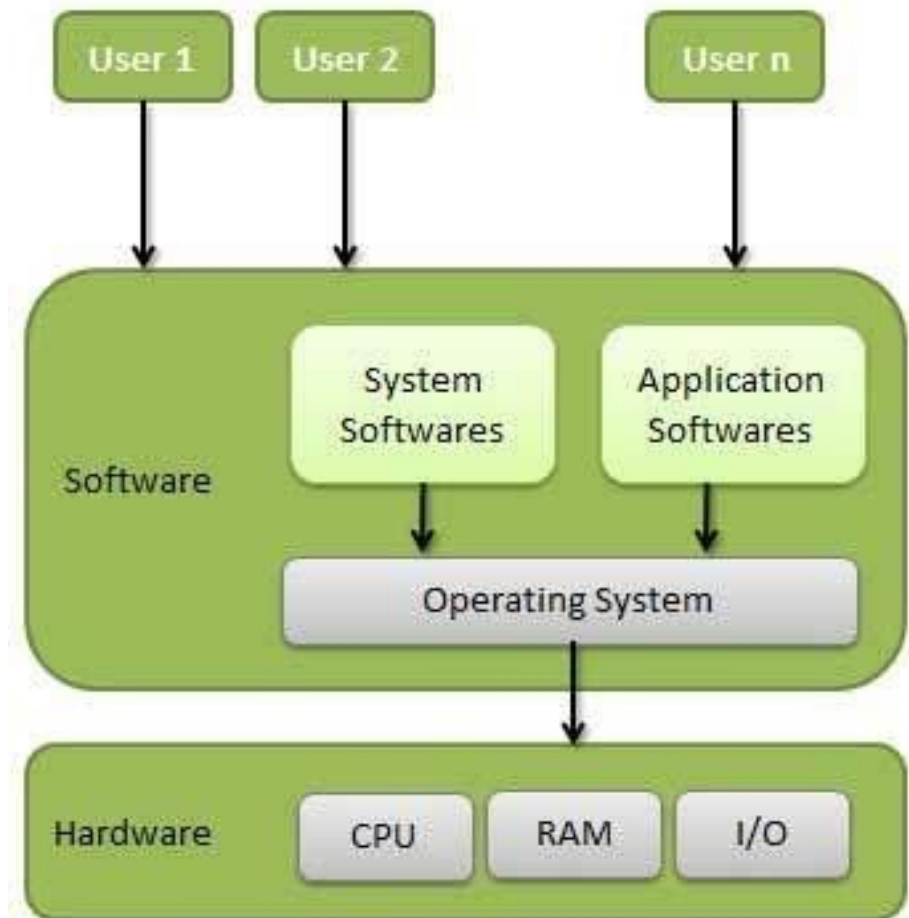 User 1
User 2
User n
System
Softwares
Application
Softwares
Software
Operating System
Hardware
CPU
RAM
I/O